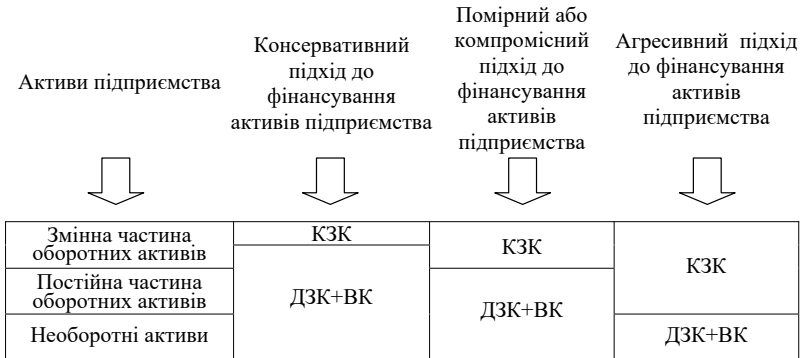 Активи підприємства
Консервативний
підхід до
фінансування
активів підприємства
Помірний або
компромісний
підхід до
фінансування
активів
підприємства
Агресивний підхід
до фінансування
активів
підприємства
Змінна частина
оборотних активів
КЗК
КЗК
КЗК
Постійна частина
оборотних активів
ДЗК+ВК
ДЗК+ВК
Необоротні активи
ДЗК+ВК